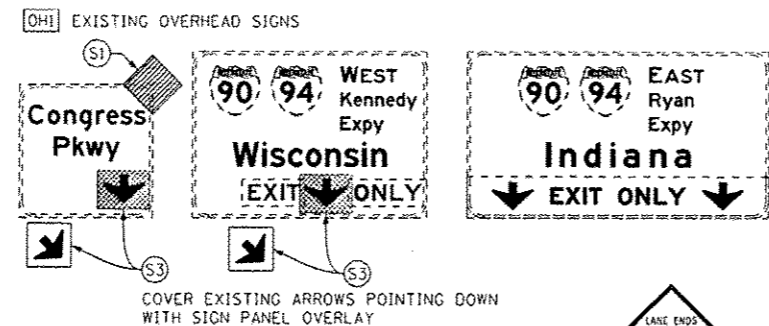 OH1 EXISTING OVERHEAD SIGNS
S1
Congress
Pkwy
90 94 WEST
Kennedy
Expy
Wisconsin
EXIT ONLY
90 94 EAST
Ryan
Expy
Indiana
EXIT ONLY
S3
S3
COVER EXISTING ARROWS POINTING DOWN
WITH SIGN PANEL OVERLAY
LANE ENDS